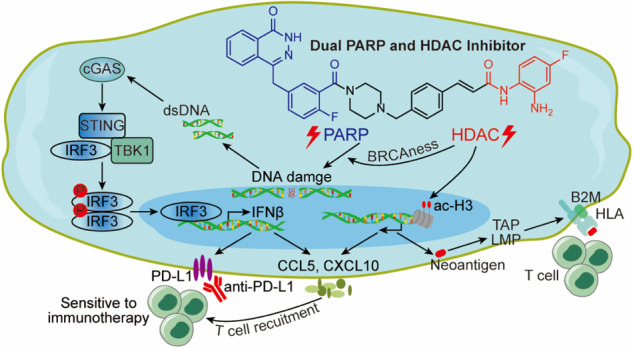 O
NH
N
Dual PARP and HDAC Inhibitor
F
O
N
N
O
N
H
NH2
F
cGAS
dsDNA
STING
IRF3
TBK1
PARP
HDAC
BRCAness
DNA damge
ac-H3
IRF3
IRF3
IRF3
IFNβ
B2M
HLA
TAP
LMP
Neoantigen
T cell
PD-L1
anti-PD-L1
CCL5, CXCL10
Sensitive to
immunotherapy
T cell recuitment